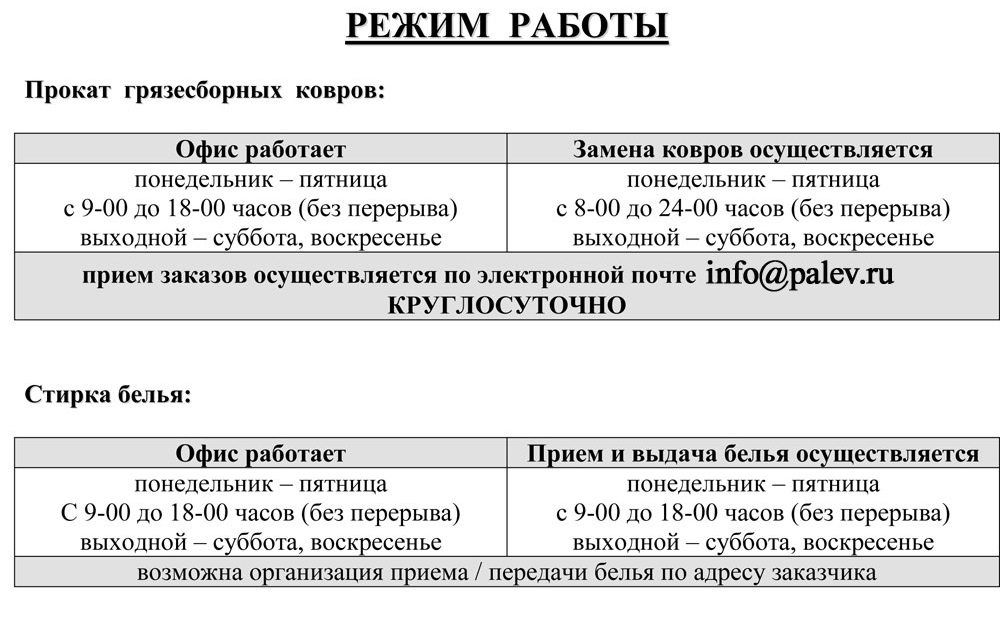 РЕЖИМ РАБОТЫ
Прокат грязесборных ковров:
Офис работает
понедельник – пятница
с 9-00 до 18-00 часов (без перерыва)
выходной – суббота, воскресенье
Замена ковров осуществляется
понедельник – пятница
с 8-00 до 24-00 часов (без перерыва)
выходной – суббота, воскресенье
прием заказов осуществляется по электронной почте info@palev.ru
КРУГЛОСУТОЧНО
Стирка белья:
Офис работает
понедельник – пятница
С 9-00 до 18-00 часов (без перерыва)
выходной – суббота, воскресенье
Прием и выдача белья осуществляется
понедельник – пятница
с 9-00 до 18-00 часов (без перерыва)
выходной – суббота, воскресенье
возможна организация приема / передачи белья по адресу заказчика